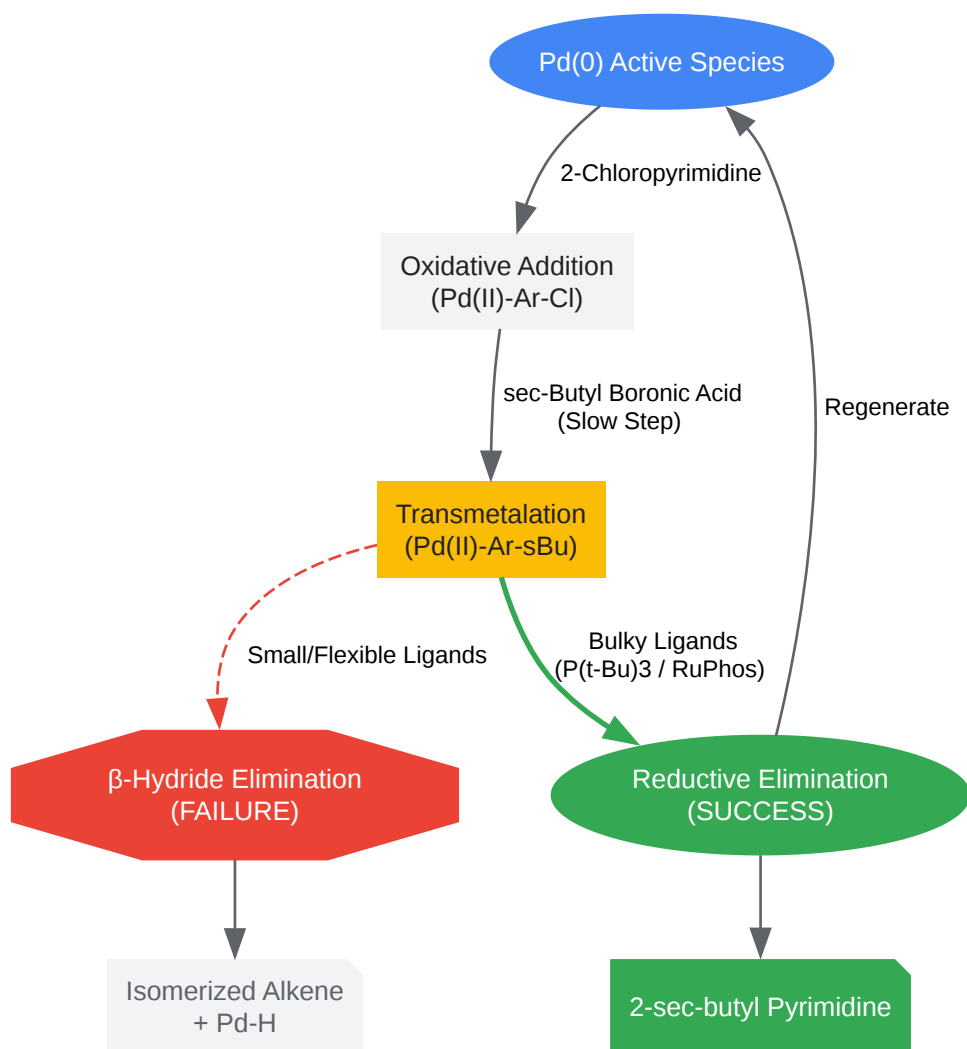 Pd(0) Active Species
2-Chloropyrimidine
Oxidative Addition
(Pd(II)-Ar-Cl)
sec-Butyl Boronic Acid
(Slow Step)
Regenerate
Transmetalation
(Pd(II)-Ar-sBu)
Small/Flexible Ligands
Bulky Ligands
(P(t-Bu)3 / RuPhos)
β-Hydride Elimination
(FAILURE)
Reductive Elimination
(SUCCESS)
Isomerized Alkene
+ Pd-H
2-sec-butyl Pyrimidine